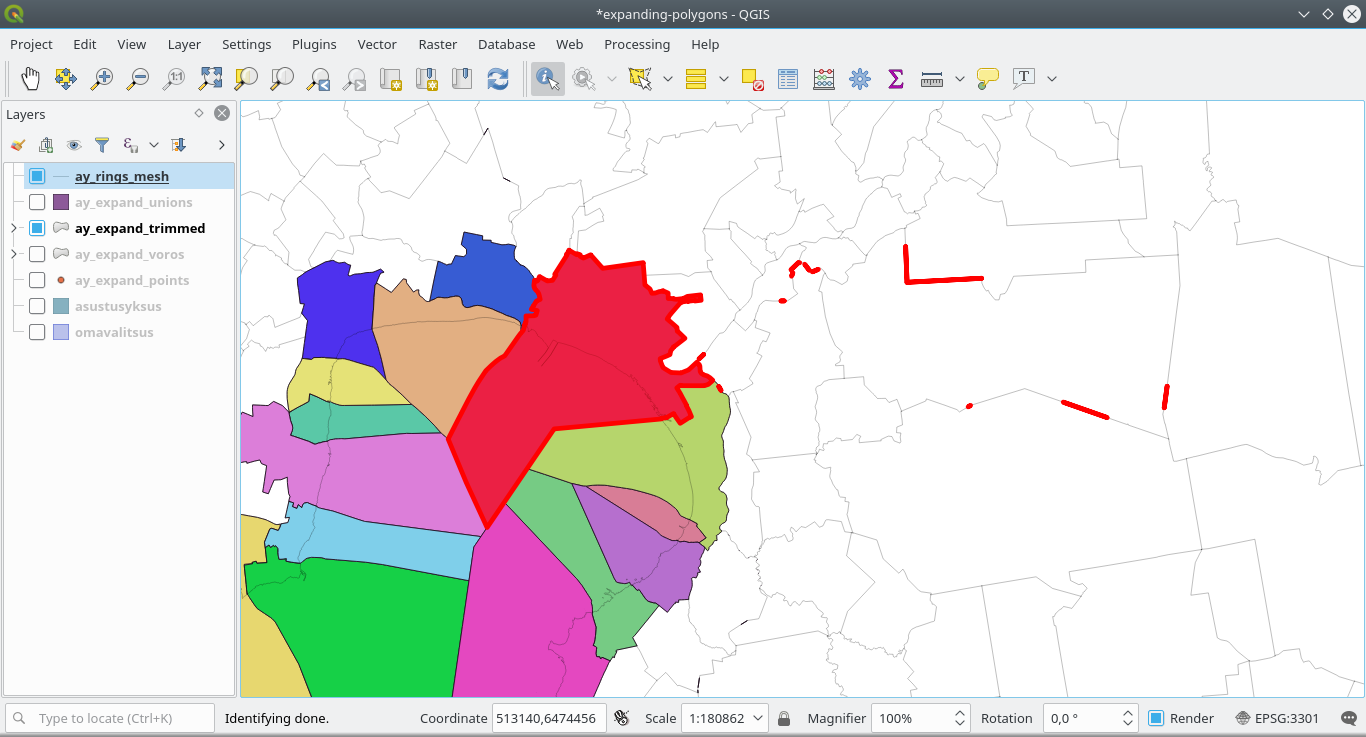 *expanding-polygons - QGIS
Project Edit View Layer Settings Plugins Vector Raster Database Web Processing Help
1:1
T
Layers
ay_rings_mesh
ay_expand_unions
ay_expand_trimmed
ay_expand_voros
ay_expand_points
asustusyksus
omavalitsus
Type to locate (Ctrl+K) Identifying done. Coordinate 513140,6474456 Scale 1:180862 Magnifier 100% Rotation 0,0 ° Render EPSG:3301